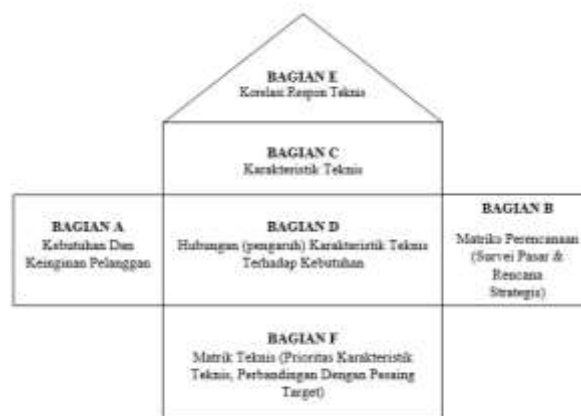 BAGIAN E
Korelasi Respon Teknis
BAGIAN C
Karakteristik Teknis
BAGIAN A
Kebutuhan Dan
Keinginan Pelanggan
BAGIAN D
Hubungan (pengaruh) Karakteristik Teknis
Terhadap Kebutuhan
BAGIAN B
Matriks Perencanaan
(Survei Pasar &
Rencana
Strategis)
BAGIAN F
Matrik Teknis (Prioritas Karakteristik
Teknis, Perbandingan Dengan Pesaing
Target)